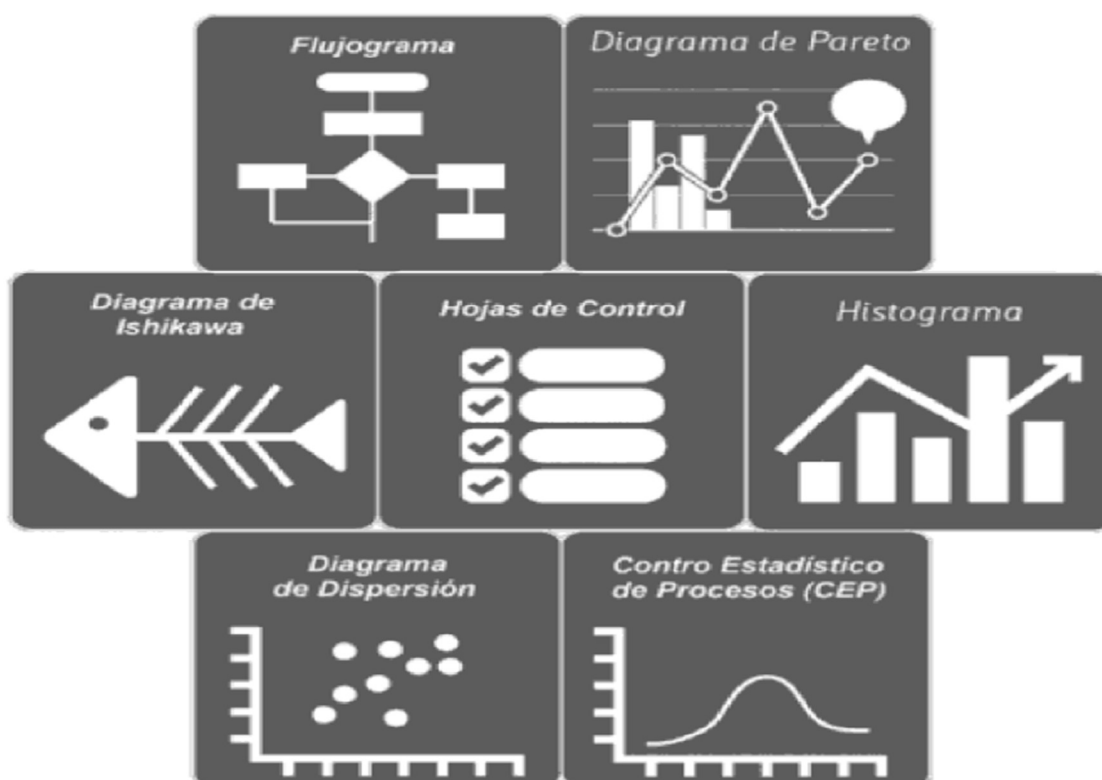 Flujograma
Diagrama de Pareto
Diagrama de
Ishikawa
Hojas de Control
Histograma
Diagrama
de Dispersión
Contro Estadístico
de Procesos (CEP)